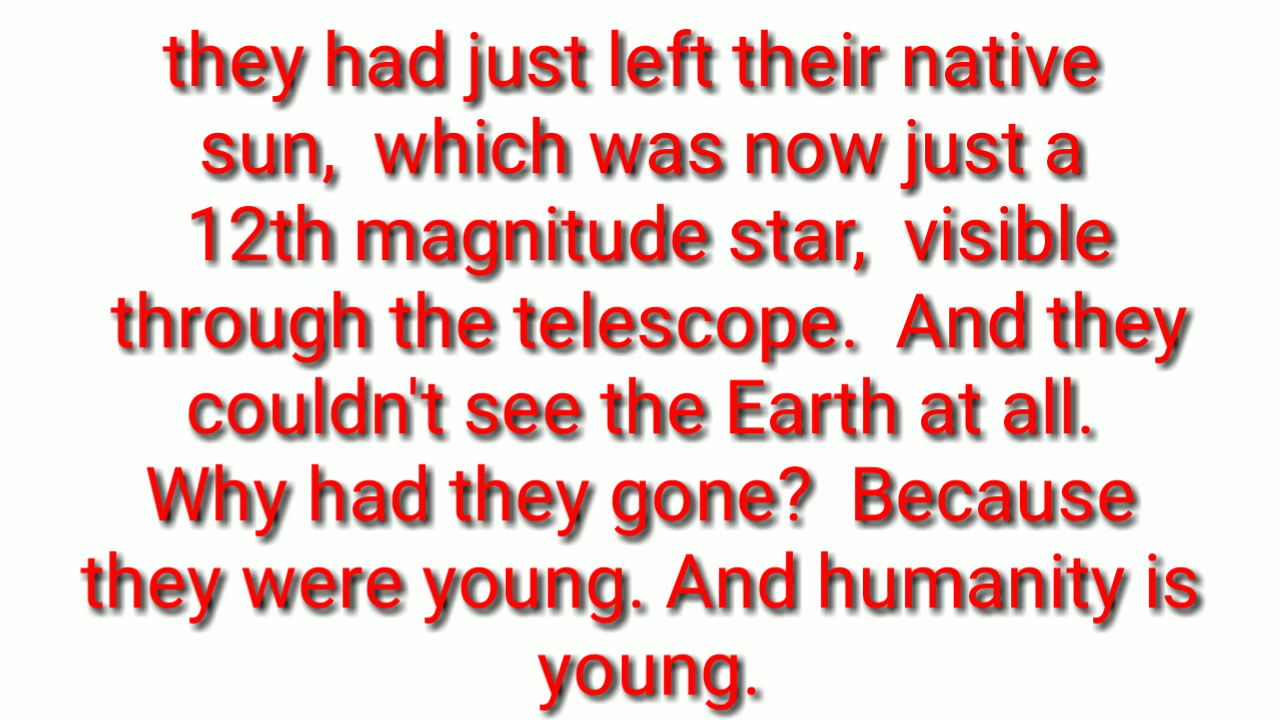 they had just left their native
sun,  which was now just a
12th magnitude star,  visible
through the telescope.  And they
couldn't see the Earth at all.
Why had they gone?  Because
they were young. And humanity is
young.